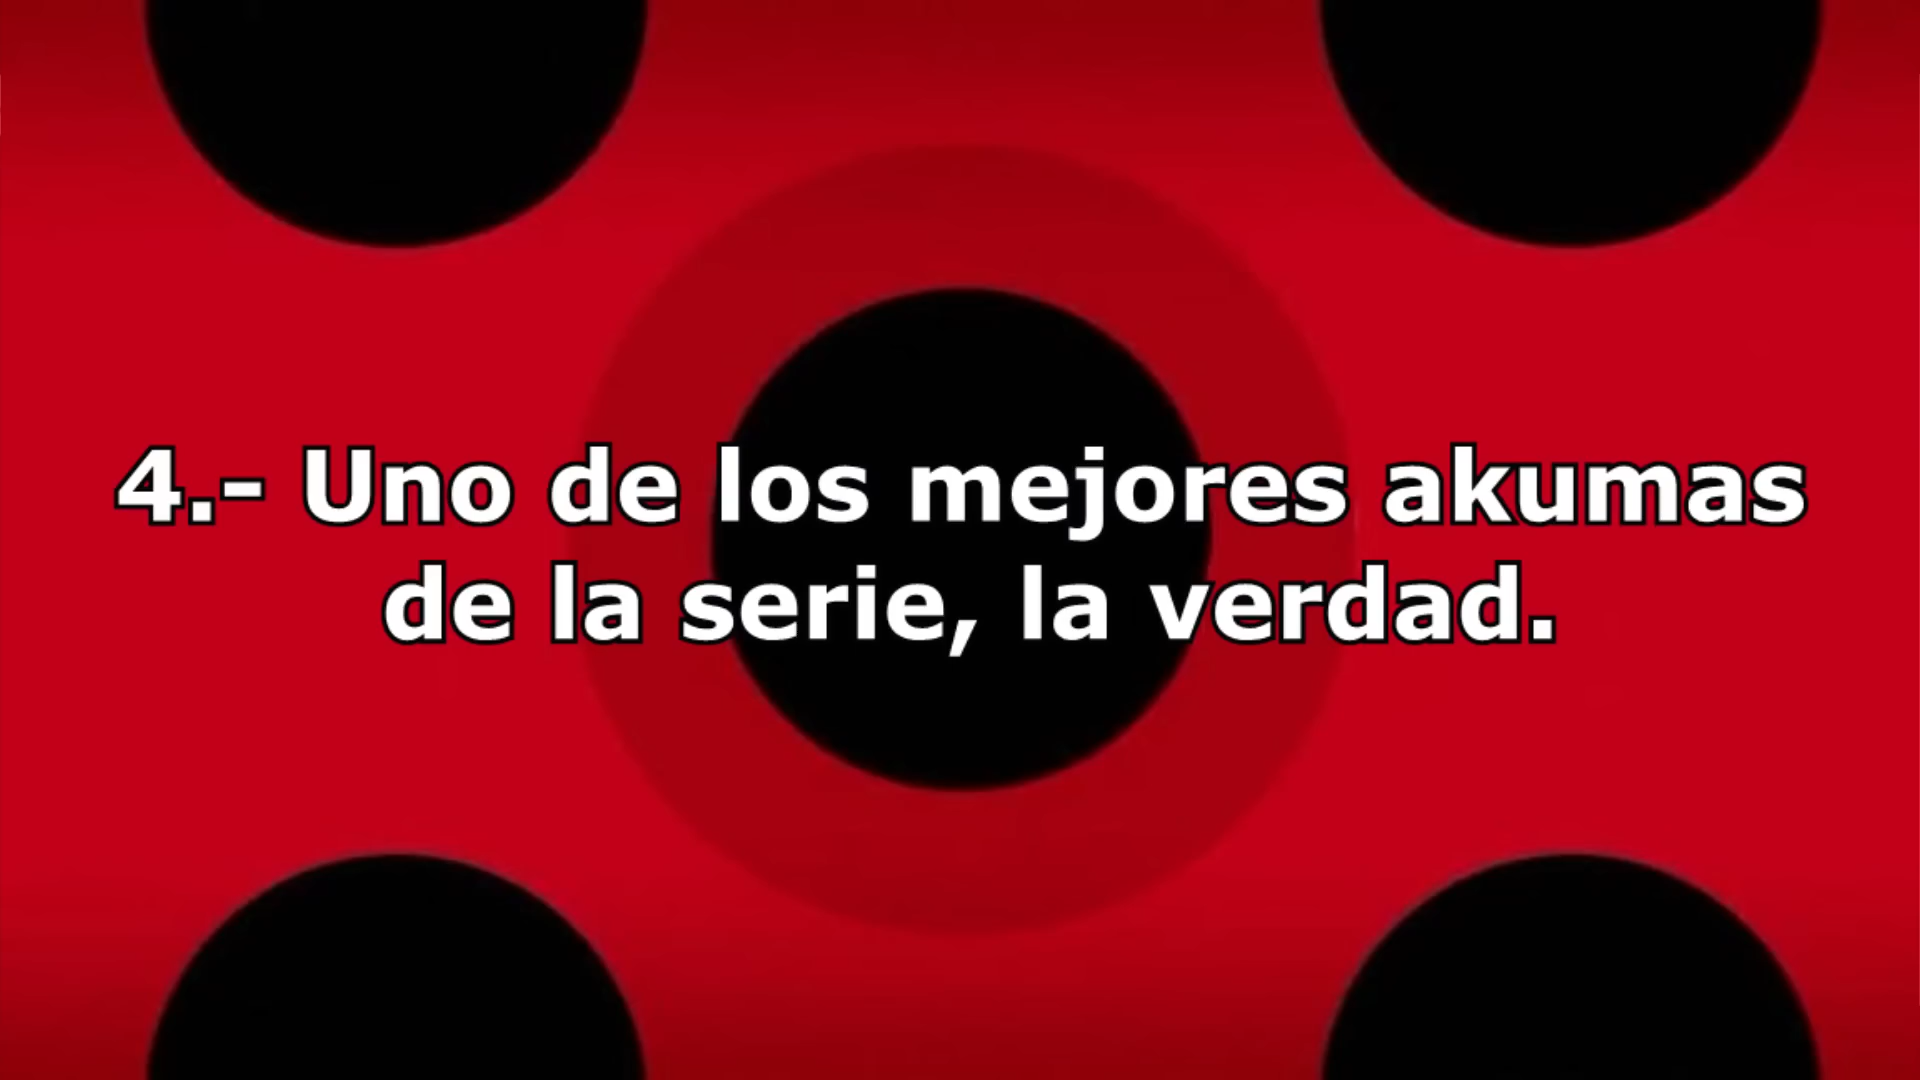 4.- Uno de los mejores akumas
de la serie, la verdad.